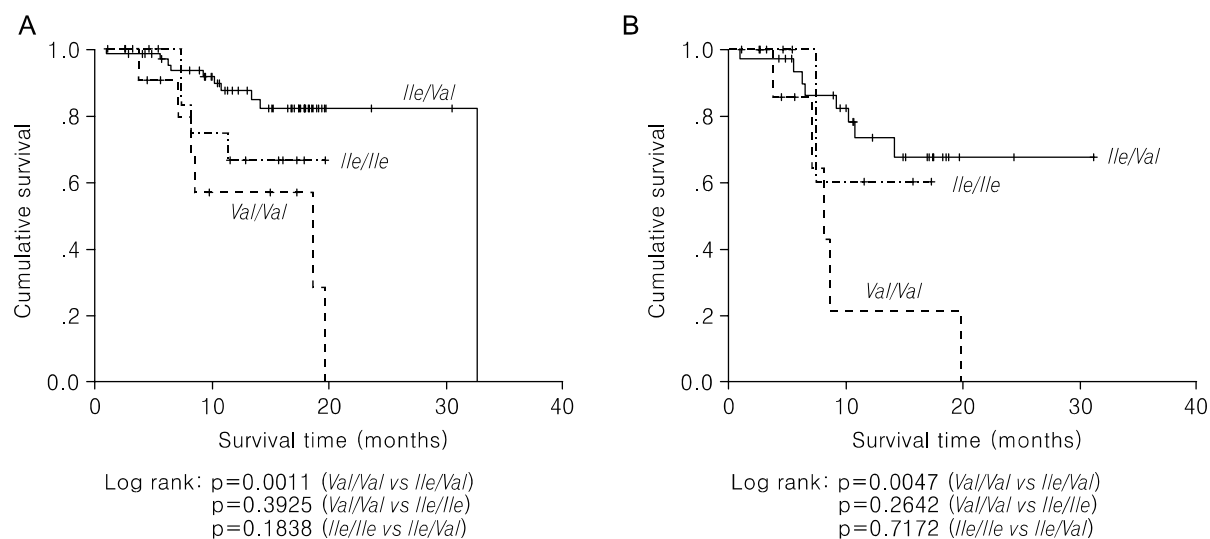 A
1.0
.8
.6
.4
.2
0.0
Cumulative survival
Ile/Val
Ile/Ile
Val/Val
0 10 20 30 40
Survival time (months)
Log rank: p=0.0011 (Val/Val vs Ile/Val)
p=0.3925 (Val/Val vs Ile/Ile)
p=0.1838 (Ile/Ile vs Ile/Val)
B
1.0
.8
.6
.4
.2
0.0
Cumulative survival
Ile/Val
Ile/Ile
Val/Val
0 10 20 30 40
Survival time (months)
Log rank: p=0.0047 (Val/Val vs Ile/Val)
p=0.2642 (Val/Val vs Ile/Ile)
p=0.7172 (Ile/Ile vs Ile/Val)